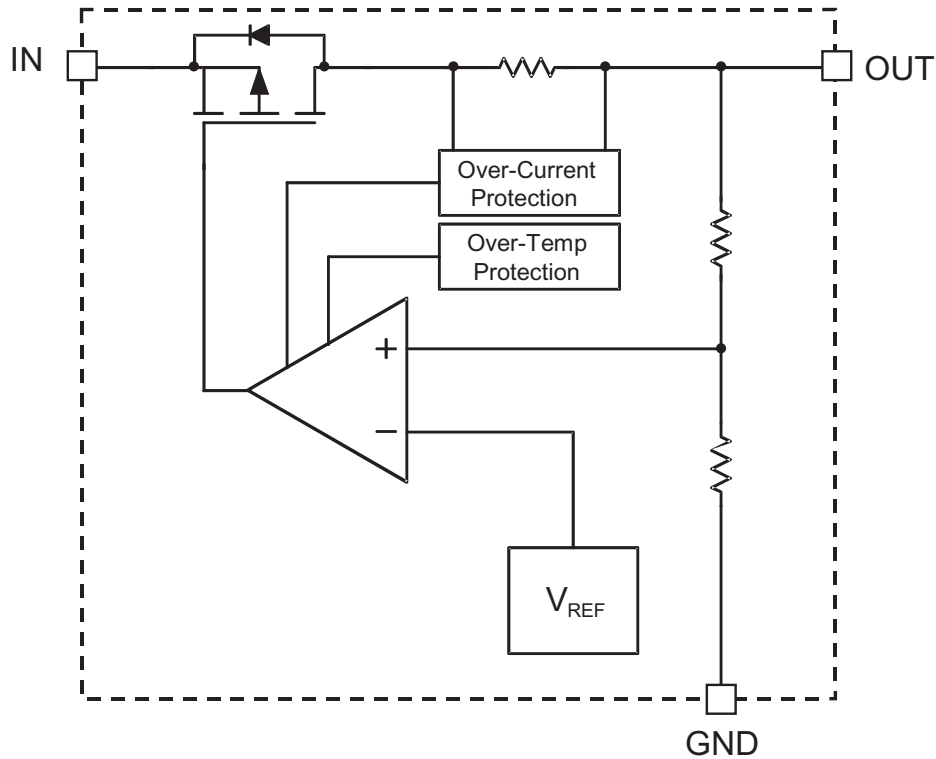 IN
OUT
Over-Current
Protection
Over-Temp
Protection
+
−
VREF
GND